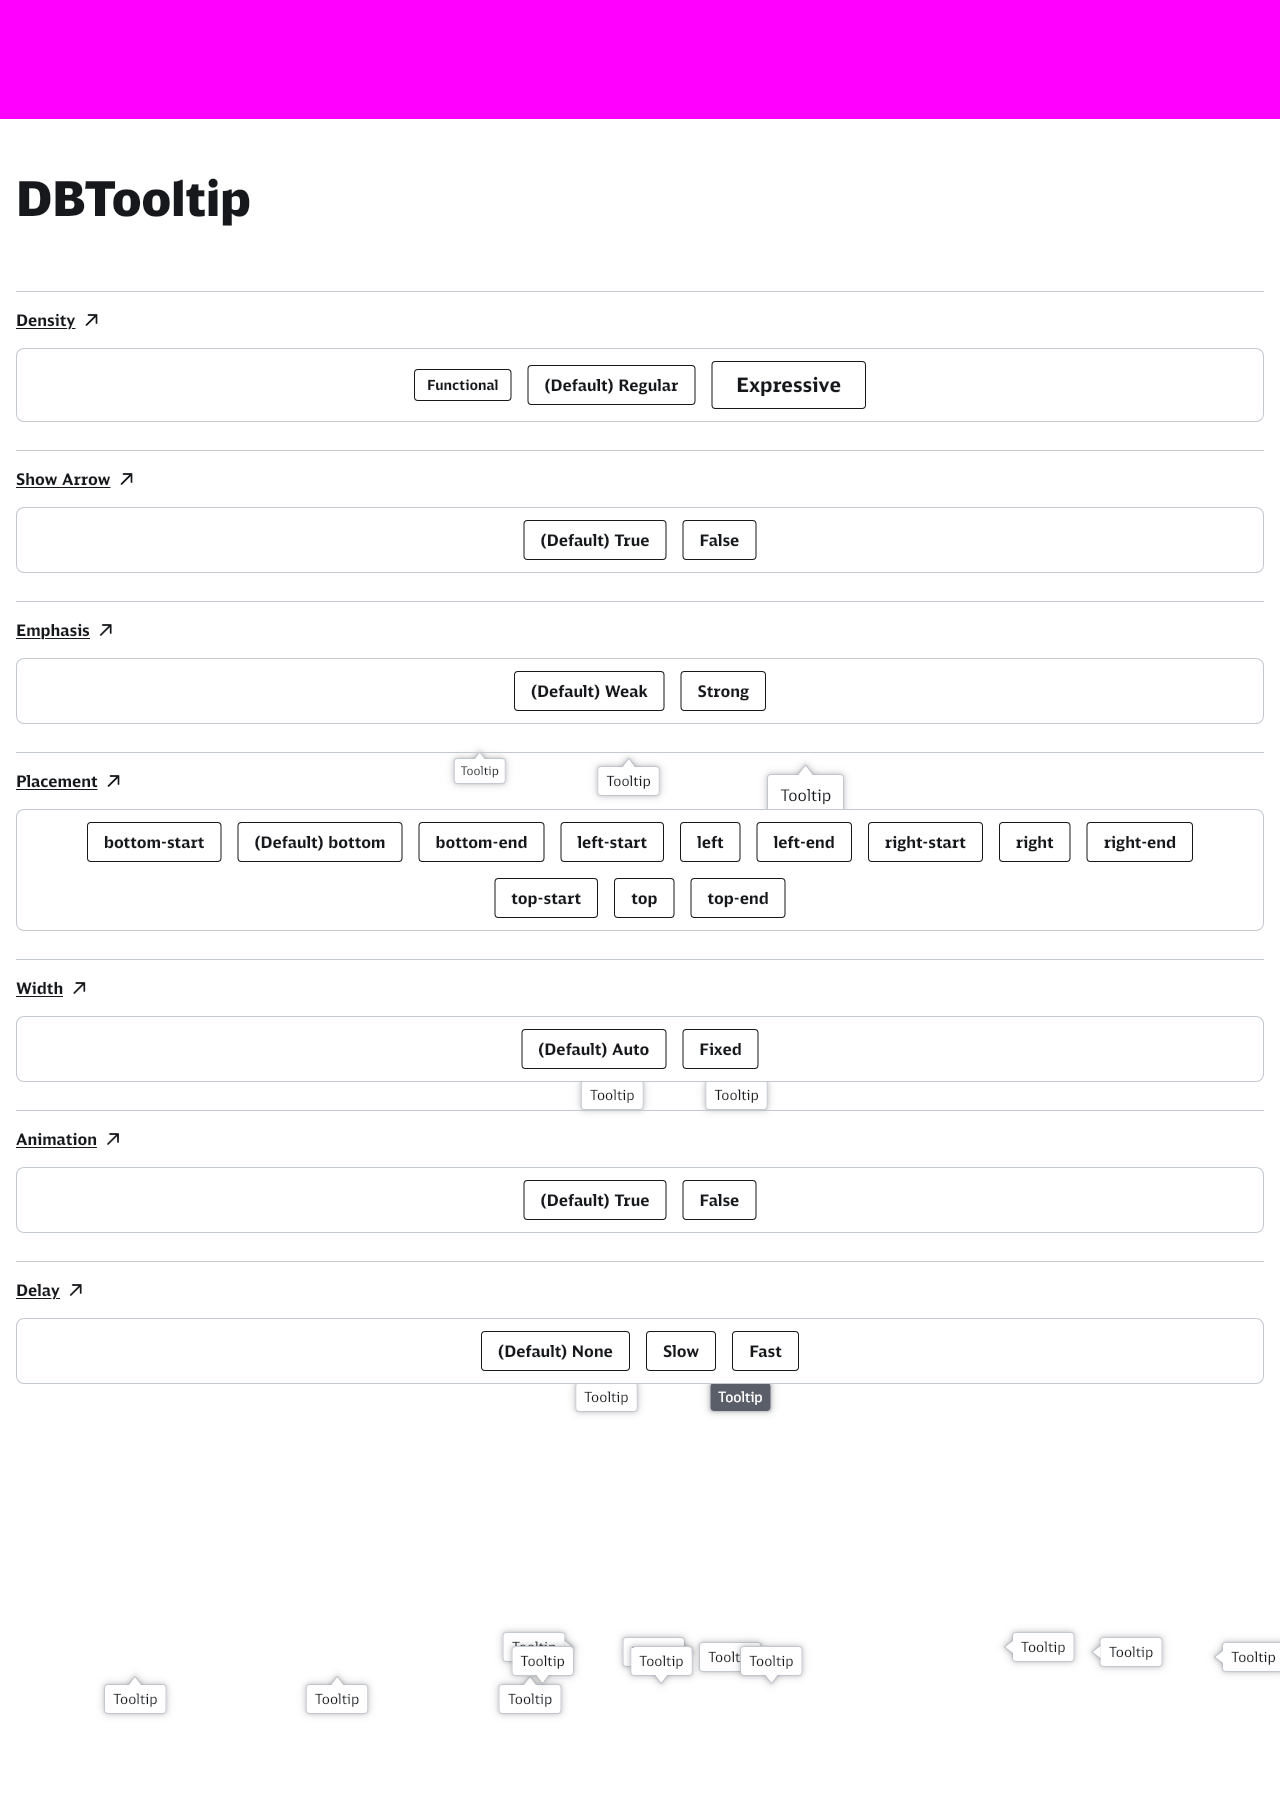 DBTooltip
Density
Functional (Default) Regular Expressive
Show Arrow
(Default) True False
Emphasis
(Default) Weak Strong
Tooltip Tooltip Tooltip
Placement
bottom-start (Default) bottom bottom-end left-start left left-end right-start right right-end
top-start top top-end
Width
(Default) Auto Fixed
Tooltip Tooltip
Animation
(Default) True False
Delay
(Default) None Slow Fast
Tooltip Tooltip
Tooltip Tooltip Tooltip Tooltip
Tooltip Tooltip Tooltip
Tooltip Tooltip Tooltip